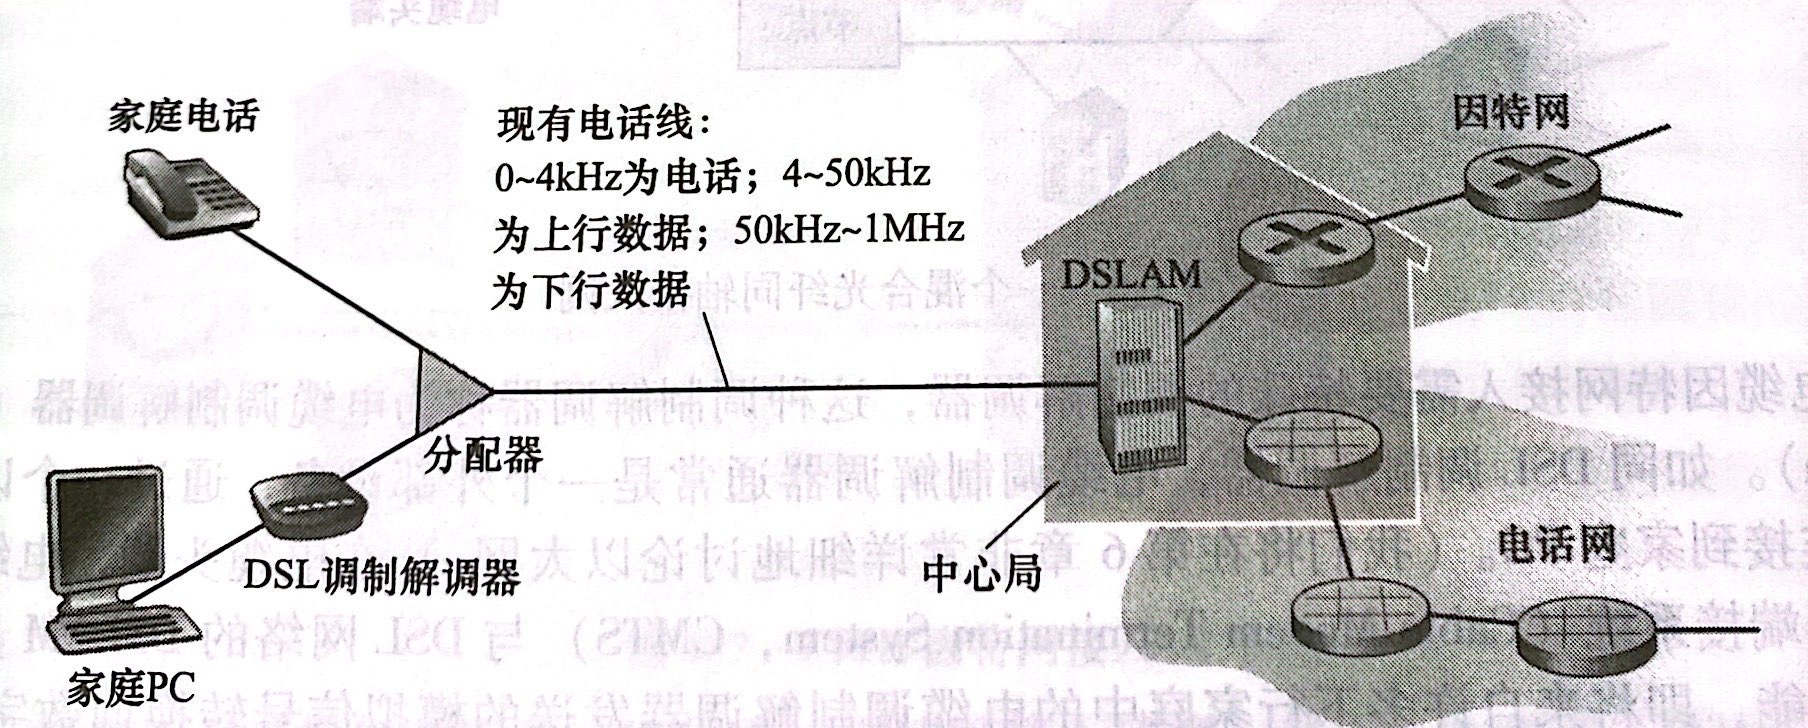 家庭电话
现有电话线：
0~4kHz为电话；4~50kHz
为上行数据；50kHz~1MHz
为下行数据
因特网
DSLAM
分配器
DSL调制解调器
家庭PC
中心局
电话网